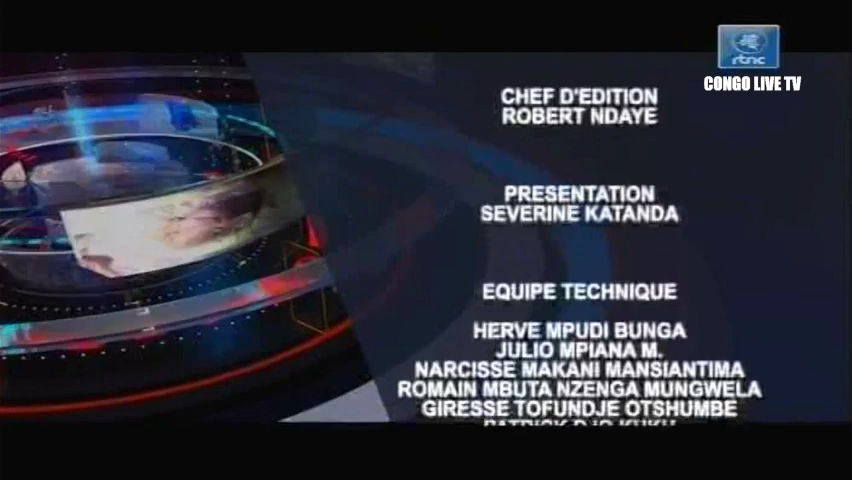 rtnc
CONGO LIVE TV
CHEF D'EDITION
ROBERT NDAYE
PRESENTATION
SEVERINE KATANDA
EQUIPE TECHNIQUE
HERVE MPUDI BUNGA
JULIO MPIANA M.
NARCISSE MAKANI MANSIANTIMA
ROMAIN MBUTA NZENGA MUNGWELA
GIRESSE TOFUNDJE OTSHUMBE